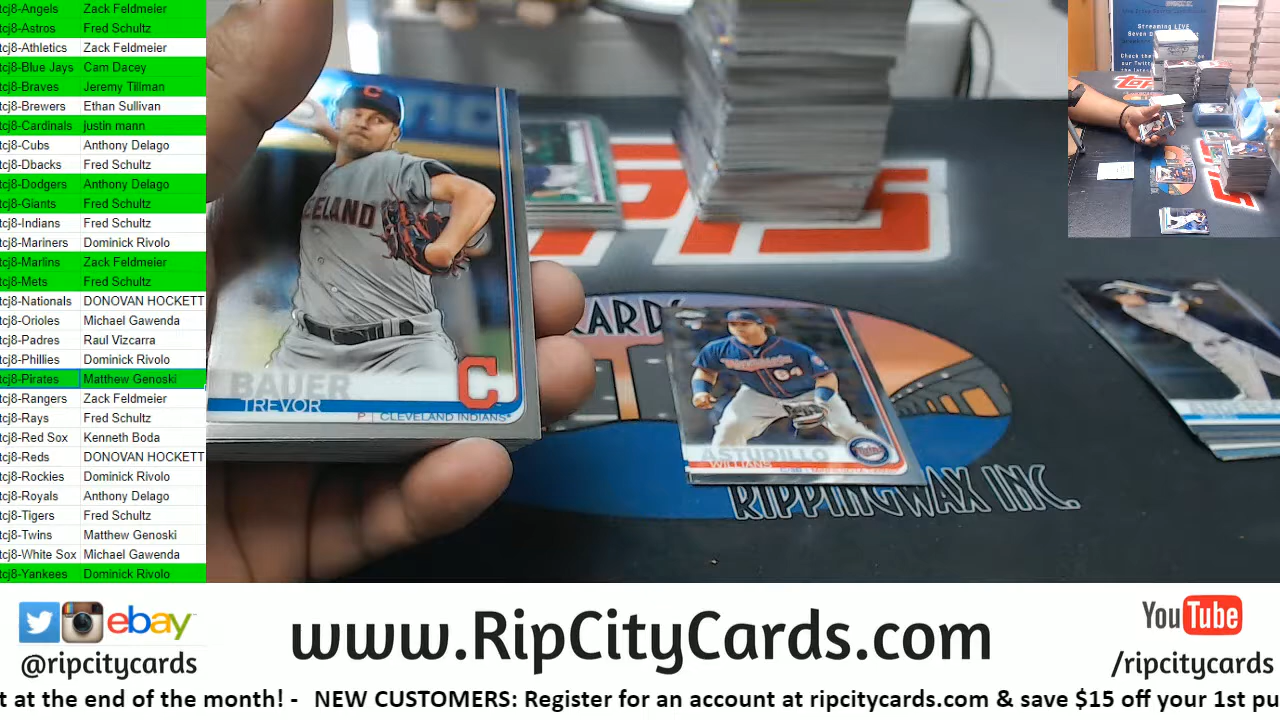 tcj8-Angels Zack Feldmeier
tcj8-Astros Fred Schultz
tcj8-Athletics Zack Feldmeier
tcj8-Blue Jays Cam Dacey
tcj8-Braves Jeremy Tillman
tcj8-Brewers Ethan Sullivan
tcj8-Cardinals justin mann
tcj8-Cubs Anthony Delago
tcj8-Dbacks Fred Schultz
tcj8-Dodgers Anthony Delago
tcj8-Giants Fred Schultz
tcj8-Indians Fred Schultz
tcj8-Mariners Dominick Rivolo
tcj8-Marlins Zack Feldmeier
tcj8-Mets Fred Schultz
tcj8-Nationals DONOVAN HOCKETT
tcj8-Orioles Michael Gawenda
tcj8-Padres Raul Vizcarra
tcj8-Phillies Dominick Rivolo
tcj8-Pirates Matthew Genoski
tcj8-Rangers Zack Feldmeier
tcj8-Rays Fred Schultz
tcj8-Red Sox Kenneth Boda
tcj8-Reds DONOVAN HOCKETT
tcj8-Rockies Dominick Rivolo
tcj8-Royals Anthony Delago
tcj8-Tigers Fred Schultz
tcj8-Twins Matthew Genoski
tcj8-White Sox Michael Gawenda
tcj8-Yankees Dominick Rivolo
C
BAUER
TREVOR
P | CLEVELAND INDIANS
C
ASTUDILLO
WILLIANS
64
RIPPINGWAX INC.
Streaming LIVE
ebay
@ripcitycards
www.RipCityCards.com
YouTube
/ripcitycards
t at the end of the month! - NEW CUSTOMERS: Register for an account at ripcitycards.com & save $15 off your 1st pu